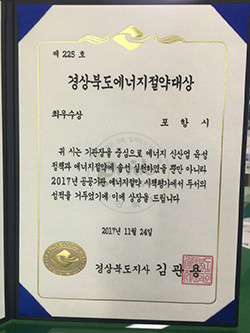 제 225 호
경상북도에너지절약대상
최우수상
포 항 시
귀 시는 기관장을 중심으로 에너지 신산업 육성
정책과 에너지절약에 솔선 실천하였을 뿐만 아니라
2017년 공공기관 에너지절약 시책평가에서 두서의
성적을 거두었기에 이에 상장을 드립니다
2017년 11월 24일
경상북도지사 김 관 용